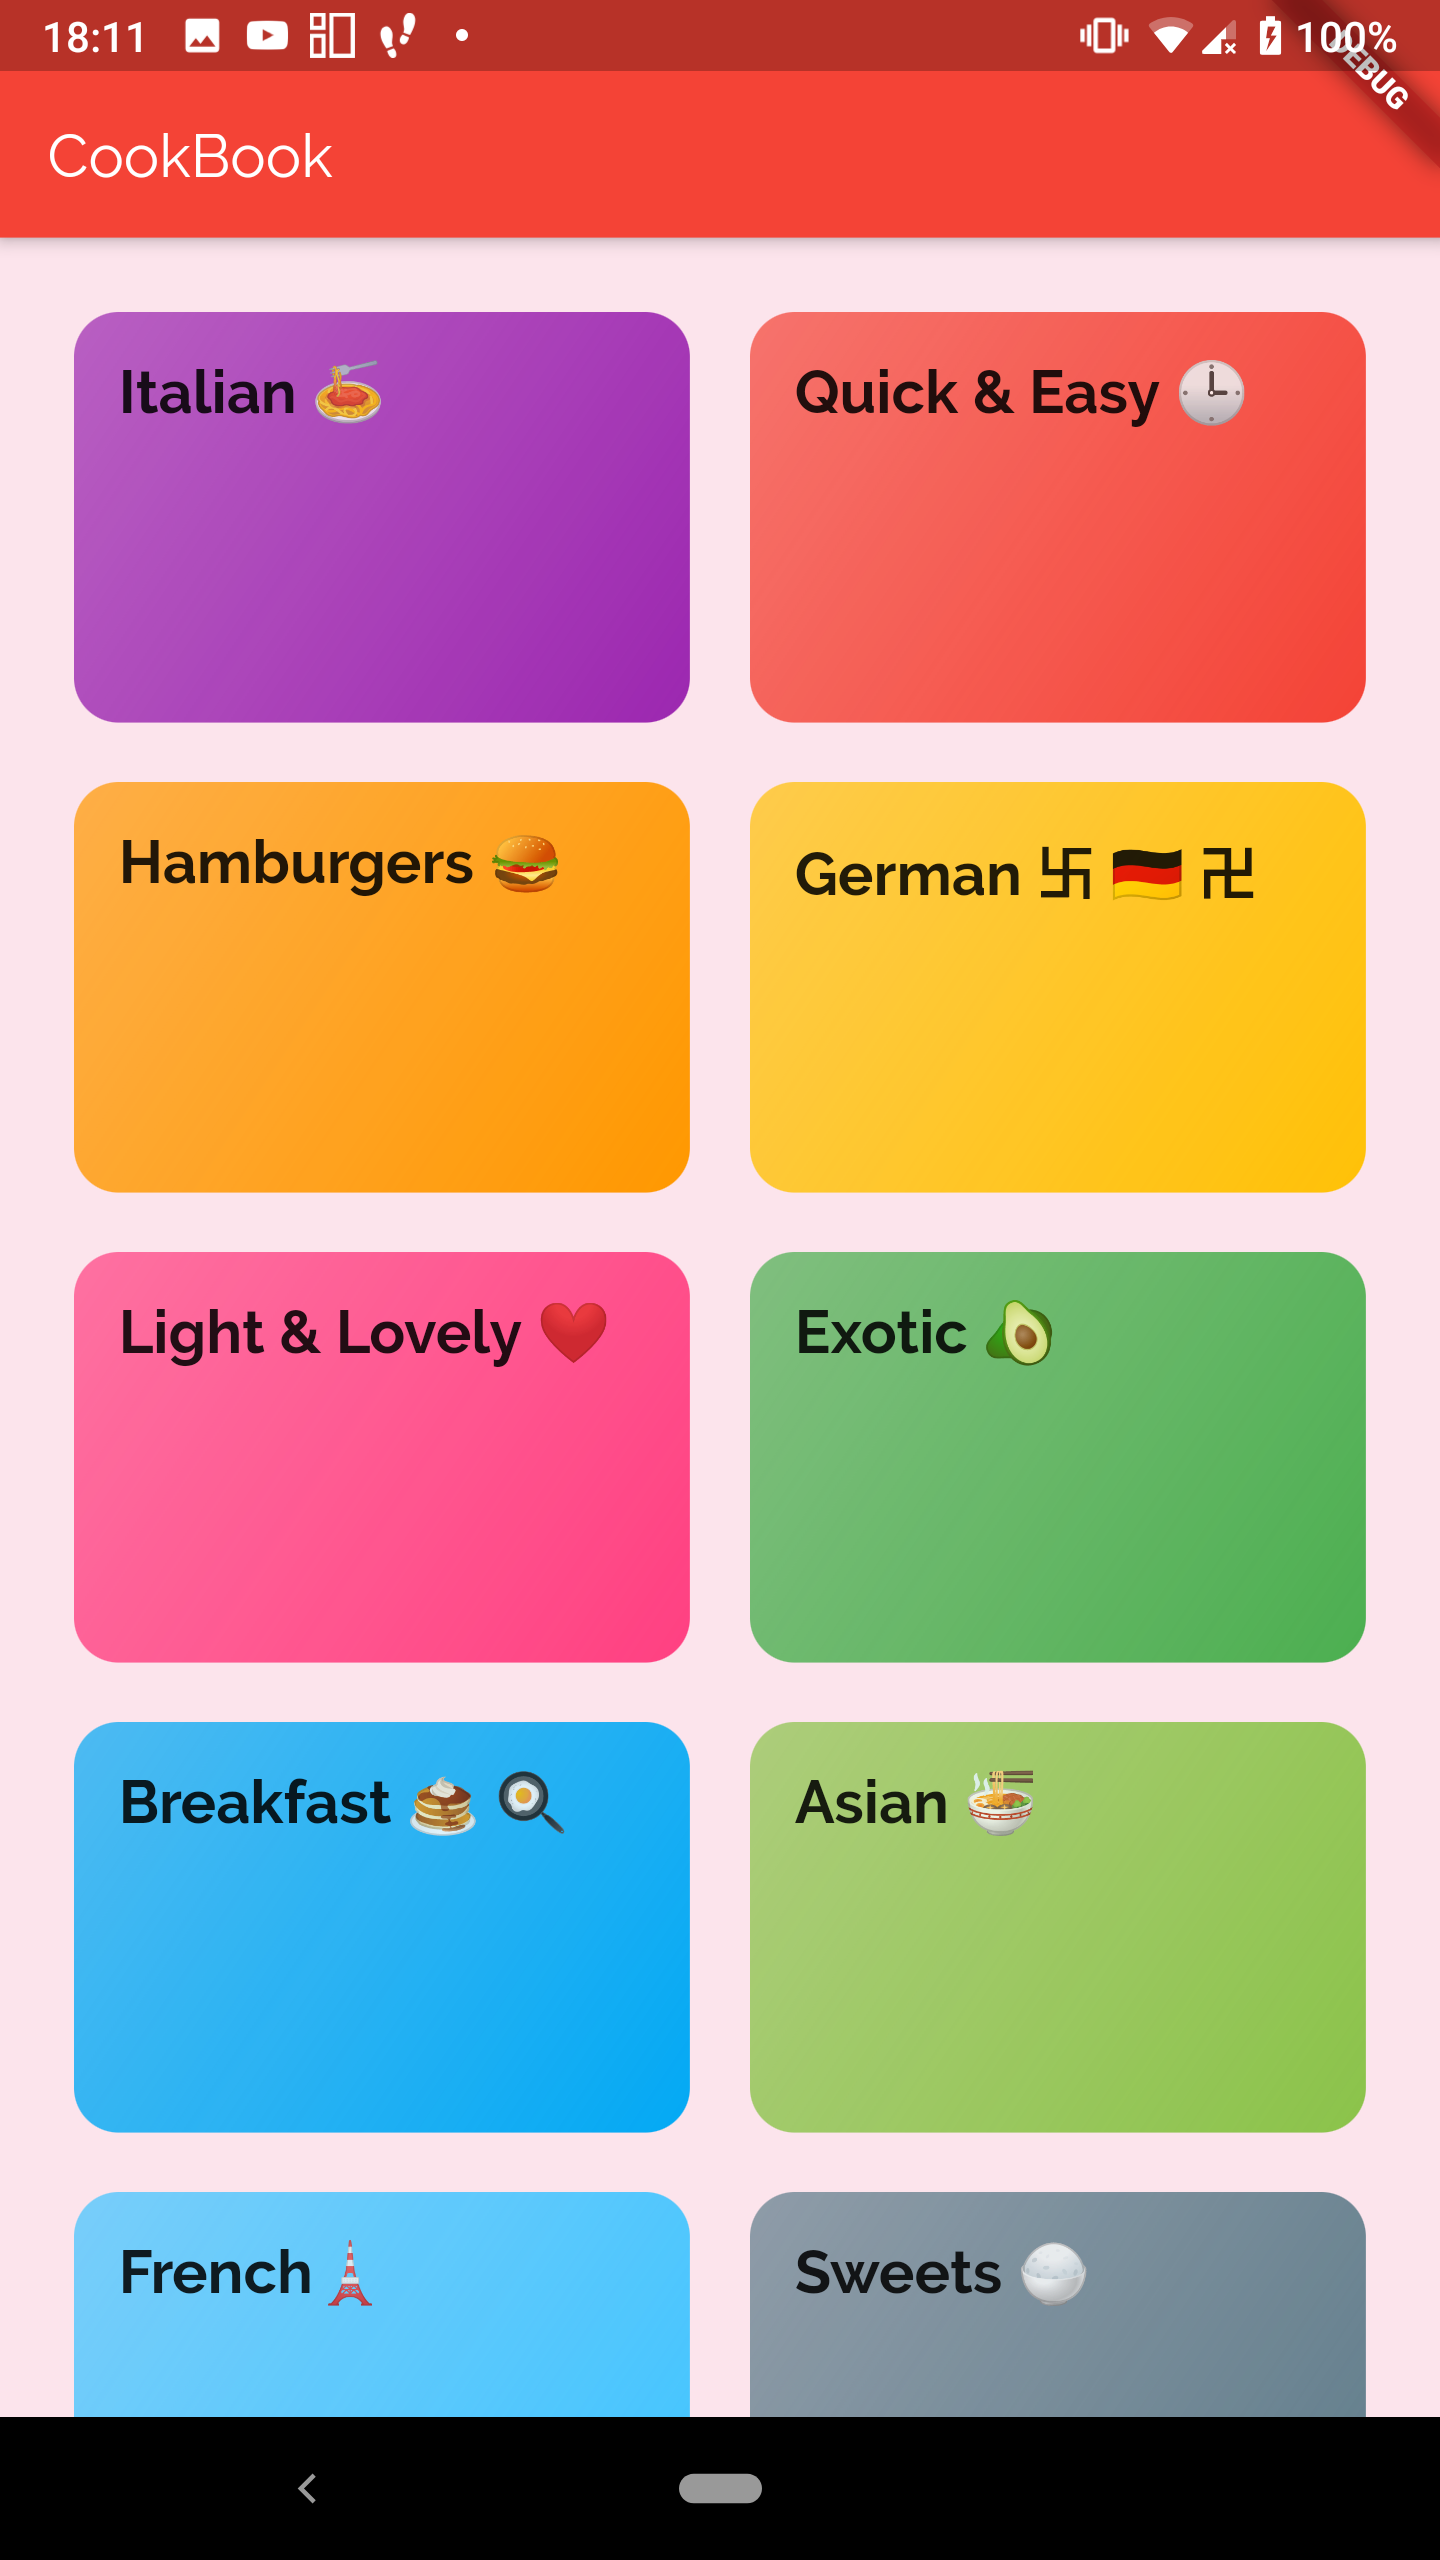 18:11 100%
DEBUG
CookBook
Italian 🍝
Quick & Easy 🕒
Hamburgers 🍔
German 卐 🇩🇪 卍
Light & Lovely ❤️
Exotic 🥑
Breakfast 🥞 🍳
Asian 🍜
French 🗼
Sweets 🍚